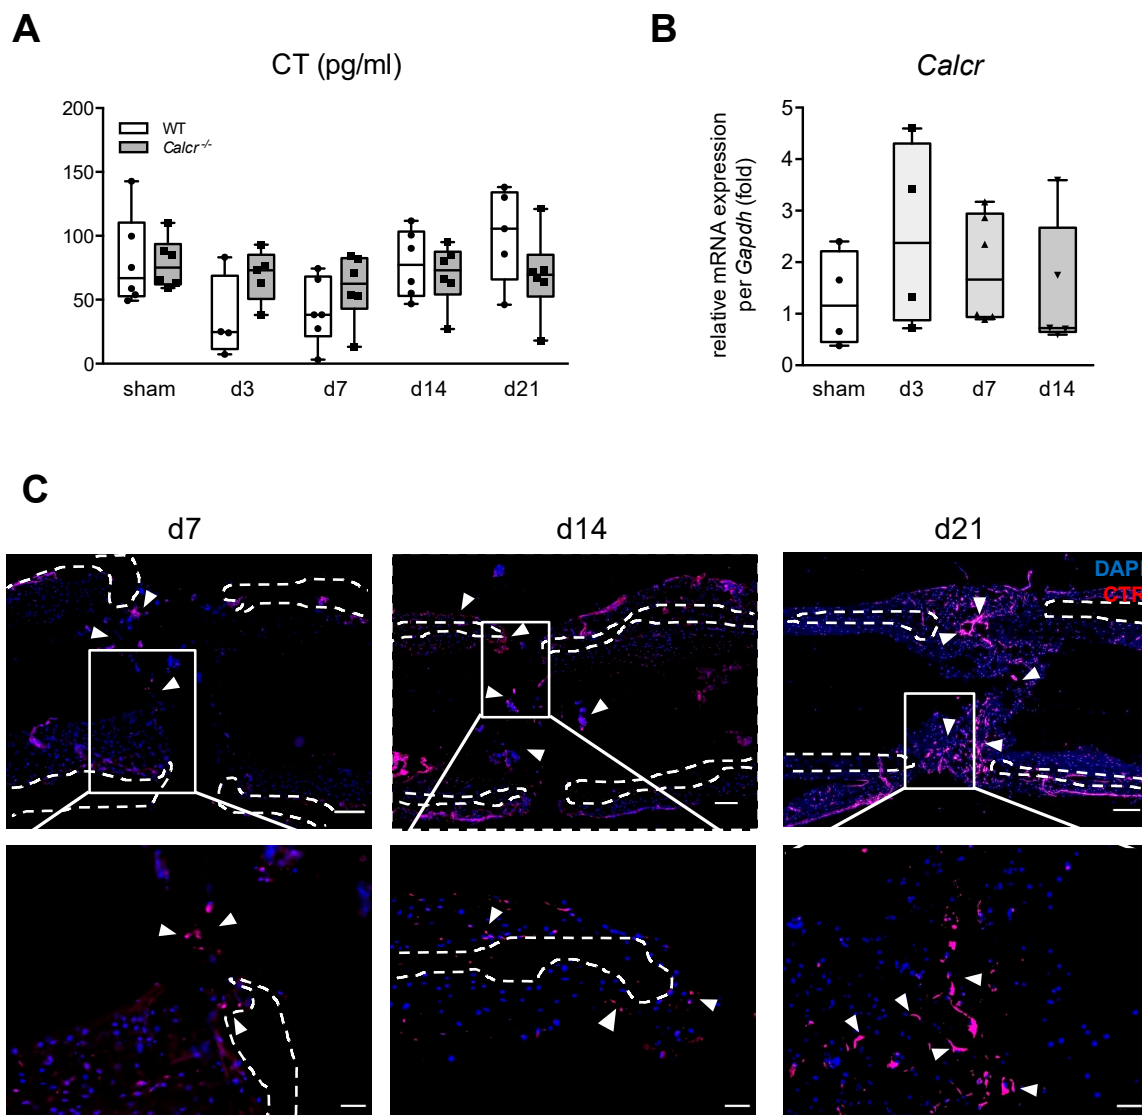 A
B
CT (pg/ml)
Calcr
200
150
100
50
0
WT
Calcr -/-
sham
d3
d7
d14
d21
relative mRNA expression
per Gapdh (fold)
5
4
3
2
1
0
sham
d3
d7
d14
C
d7
d14
d21
DAPI
CTR